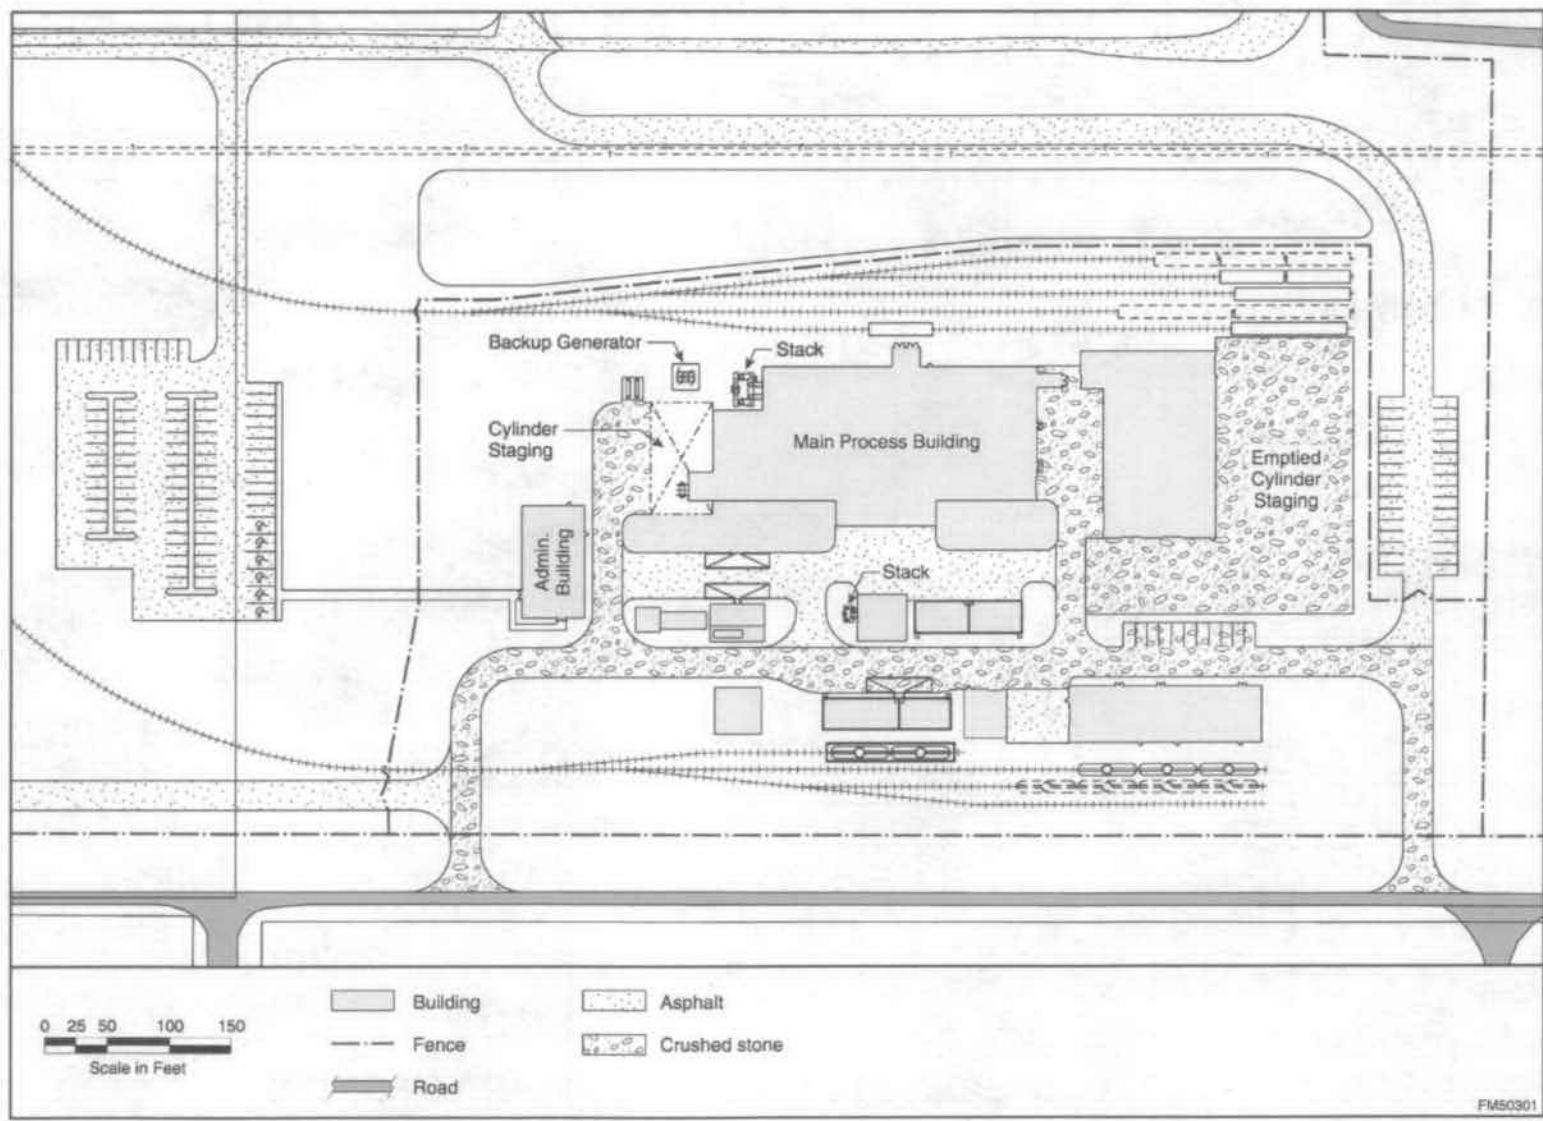 Backup Generator
Stack
Cylinder
Staging
Main Process Building
Emptied
Cylinder
Staging
Admin.
Building
Stack
0 25 50 100 150
Scale in Feet
Building
Fence
Road
Asphalt
Crushed stone
FM50301